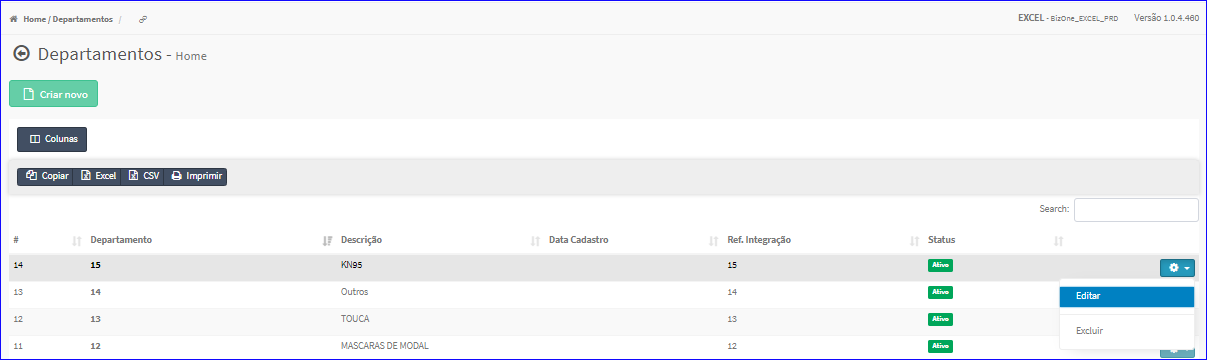 Home / Departamentos /
EXCEL - BizOne_EXCEL_PRD Versão 1.0.4.460
Departamentos - Home
Criar novo
Colunas
Copiar Excel CSV Imprimir
Search:
# Departamento Descrição Data Cadastro Ref. Integração Status
14 15 KN95 15 Ativo
13 14 Outros 14 Ativo
Editar
12 13 TOUCA 13 Ativo
Excluir
11 12 MASCARAS DE MODAL 12 Ativo